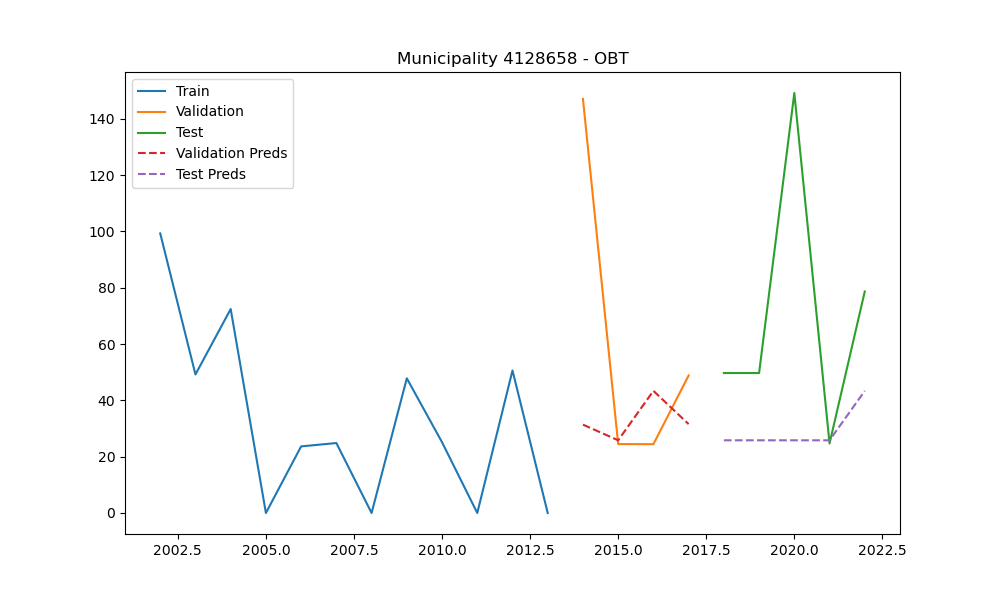 Municipality 4128658 - OBT
Train
Validation
Test
Validation Preds
Test Preds
140
120
100
80
60
40
20
0
2002.5 2005.0 2007.5 2010.0 2012.5 2015.0 2017.5 2020.0 2022.5